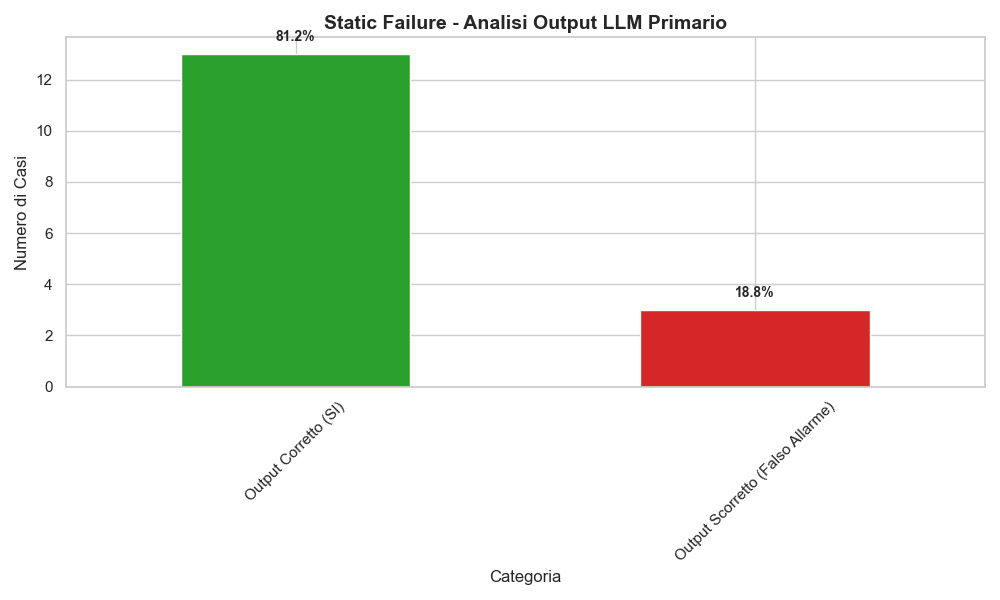 Static Failure - Analisi Output LLM Primario
81.2%
18.8%
Numero di Casi
12
10
8
6
4
2
0
Output Corretto (SI)
Output Scorretto (Falso Allarme)
Categoria